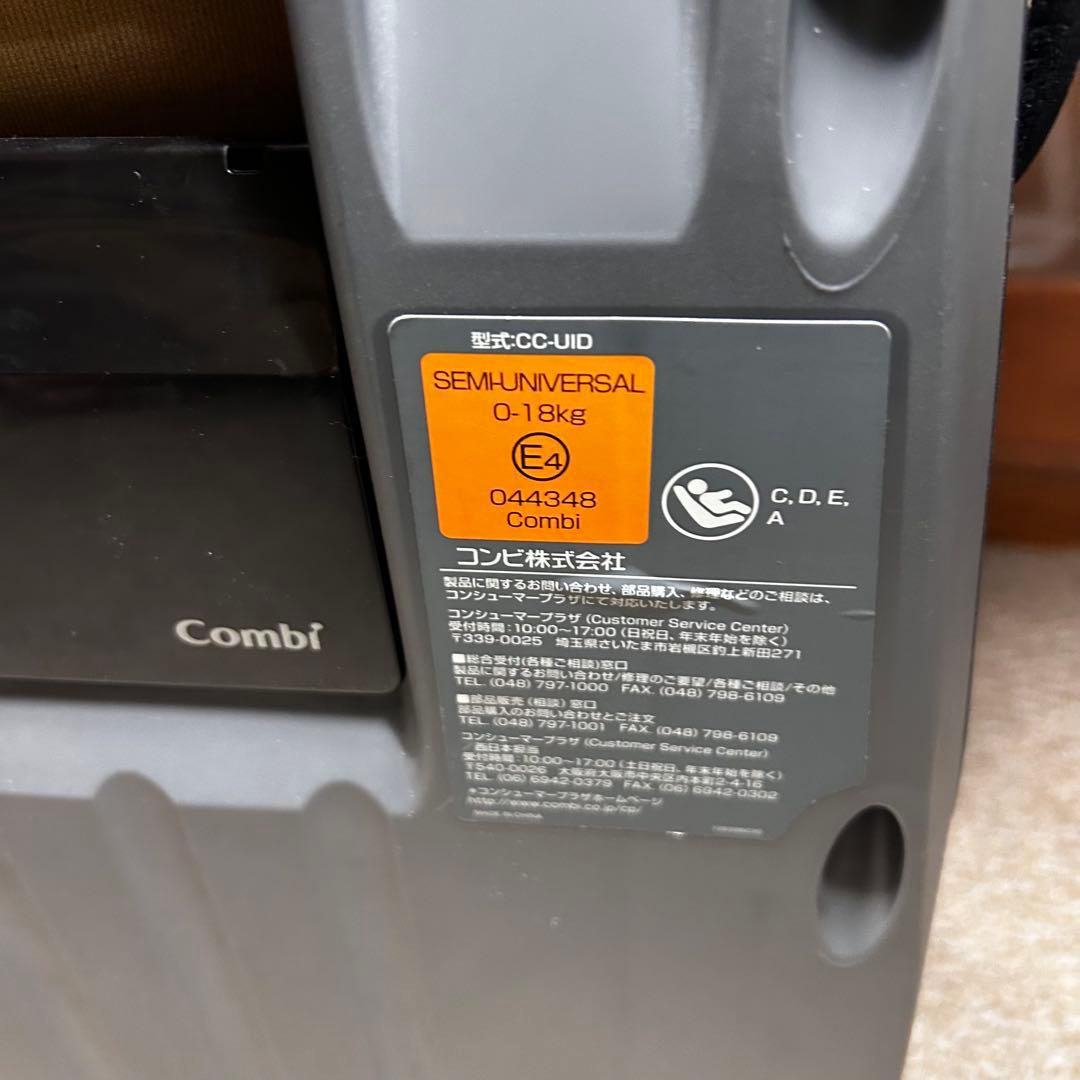 型式:CC-UID
SEMI-UNIVERSAL
0-18kg
E4
044348
Combi
C, D, E,
A
コンビ株式会社
製品に関するお問い合わせ、部品購入、修理などのご相談は、
コンシューマープラザにて対応いたします。
コンシューマープラザ (Customer Service Center)
受付時間:10:00〜17:00 (日祝日、年末年始を除く)
〒339-0025 埼玉県さいたま市岩槻区釣上新田271
■総合受付(各種ご相談)窓口
製品に関するお問い合わせ/修理のご要望/各種ご相談/その他
TEL. (048) 797-1000 FAX. (048) 798-6109
■部品販売 (相談) 窓口
部品購入のお問い合わせとご注文
TEL. (048) 797-1001 FAX. (048) 798-6109
コンシューマープラザ (Customer Service Center)
/西日本担当
受付時間:10:00〜17:00 (土日祝日、年末年始を除く)
〒540-0026 大阪府大阪市中央区内本町2-4-16
TEL. (06) 6942-0379 FAX. (06) 6942-0302
*コンシューマープラザホームページ
http://www.combi.co.jp/cp/
MADE IN CHINA
Combi